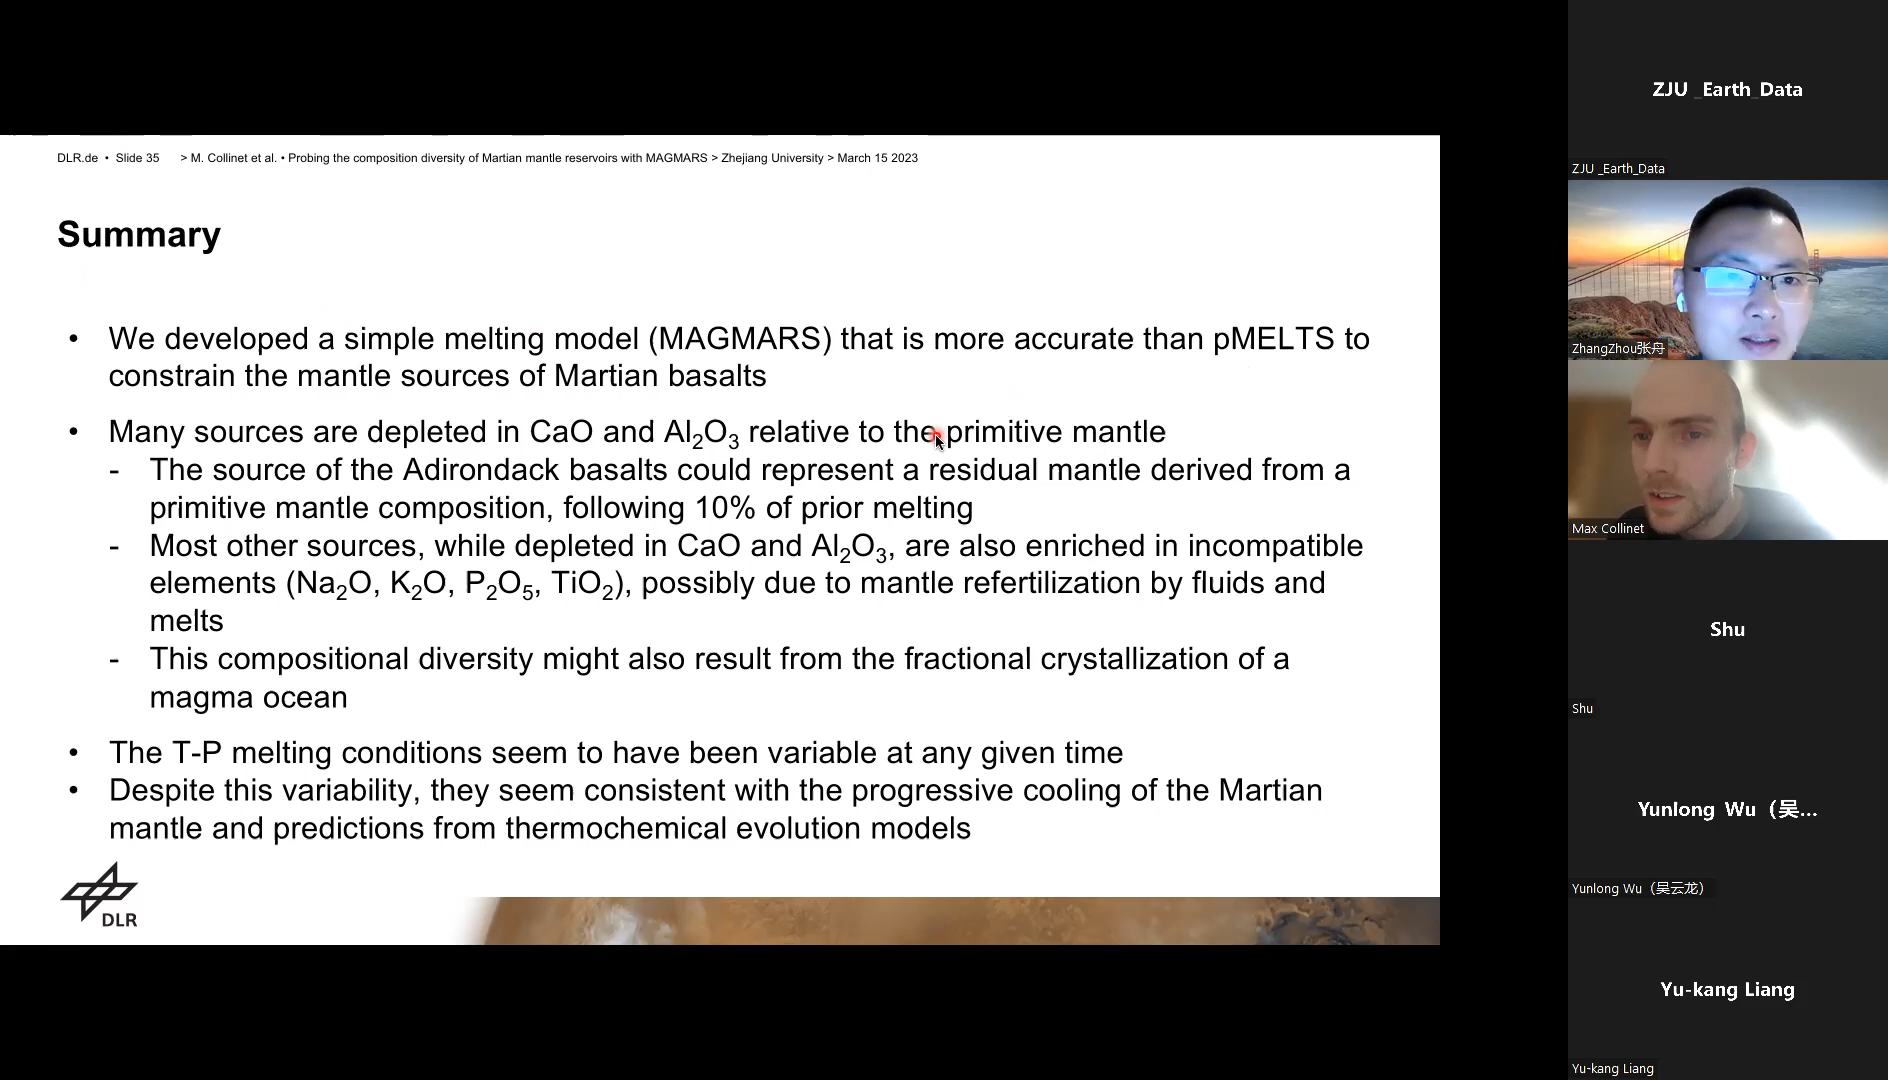 DLR.de • Slide 35 > M. Collinet et al. • Probing the composition diversity of Martian mantle reservoirs with MAGMARS > Zhejiang University > March 15 2023
Summary
• We developed a simple melting model (MAGMARS) that is more accurate than pMELTS to
constrain the mantle sources of Martian basalts
• Many sources are depleted in CaO and Al₂O₃ relative to the primitive mantle
- The source of the Adirondack basalts could represent a residual mantle derived from a
primitive mantle composition, following 10% of prior melting
- Most other sources, while depleted in CaO and Al₂O₃, are also enriched in incompatible
elements (Na₂O, K₂O, P₂O₅, TiO₂), possibly due to mantle refertilization by fluids and
melts
- This compositional diversity might also result from the fractional crystallization of a
magma ocean
• The T-P melting conditions seem to have been variable at any given time
• Despite this variability, they seem consistent with the progressive cooling of the Martian
mantle and predictions from thermochemical evolution models
DLR
ZJU _Earth_Data
ZJU _Earth_Data
ZhangZhou张舟
Max Collinet
Shu
Shu
Yunlong Wu（吴...
Yunlong Wu（吴云龙）
Yu-kang Liang
Yu-kang Liang